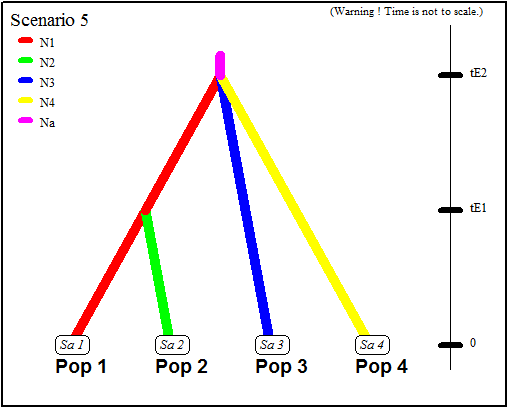 (Warning ! Time is not to scale.)
Scenario 5
N1
N2
N3
N4
Na
tE2
tE1
0
Sa 1 Sa 2 Sa 3 Sa 4
Pop 1 Pop 2 Pop 3 Pop 4